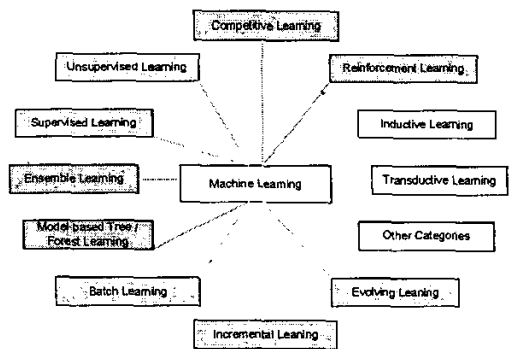 Competitive Learning
Unsupervised Learning
Reinforcement Learning
Supervised Learning
Inductive Learning
Ensemble Learning
Machine Learning
Transductive Learning
Model-based Tree /
Forest Learning
Other Categories
Batch Learning
Evolving Leaning
Incremental Leaning